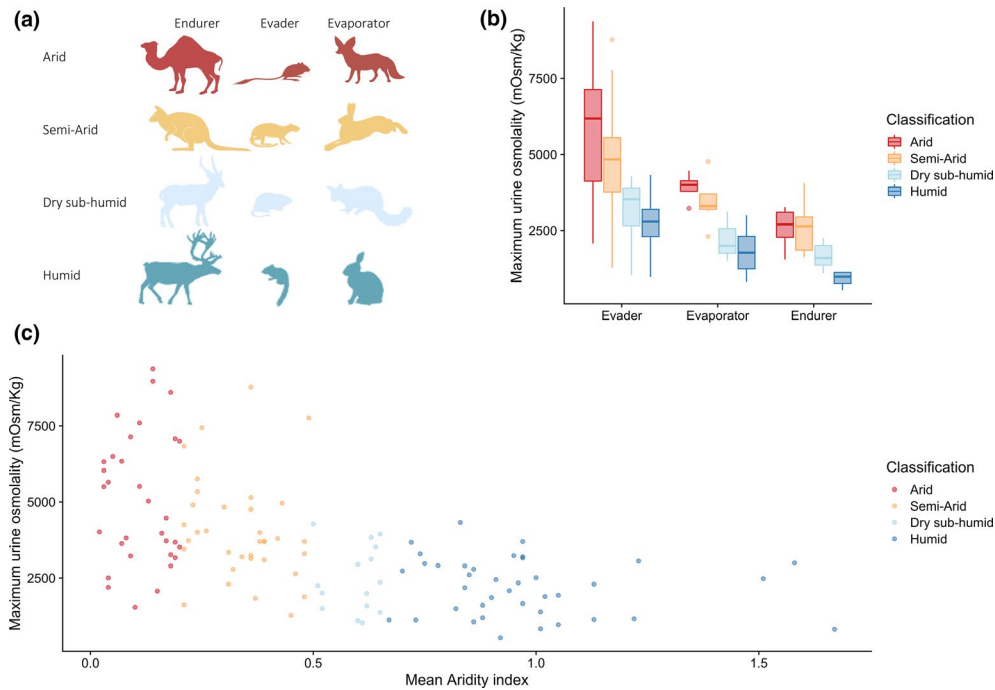 (a)
Endurer Evader Evaporator
Arid
Semi-Arid
Dry sub-humid
Humid
(b)
Maximum urine osmolality (mOsm/Kg)
7500
5000
2500
Evader Evaporator Endurer
Classification
Arid
Semi-Arid
Dry sub-humid
Humid
(c)
Maximum urine osmolality (mOsm/Kg)
7500
5000
2500
0.0 0.5 1.0 1.5
Mean Aridity index
Classification
Arid
Semi-Arid
Dry sub-humid
Humid